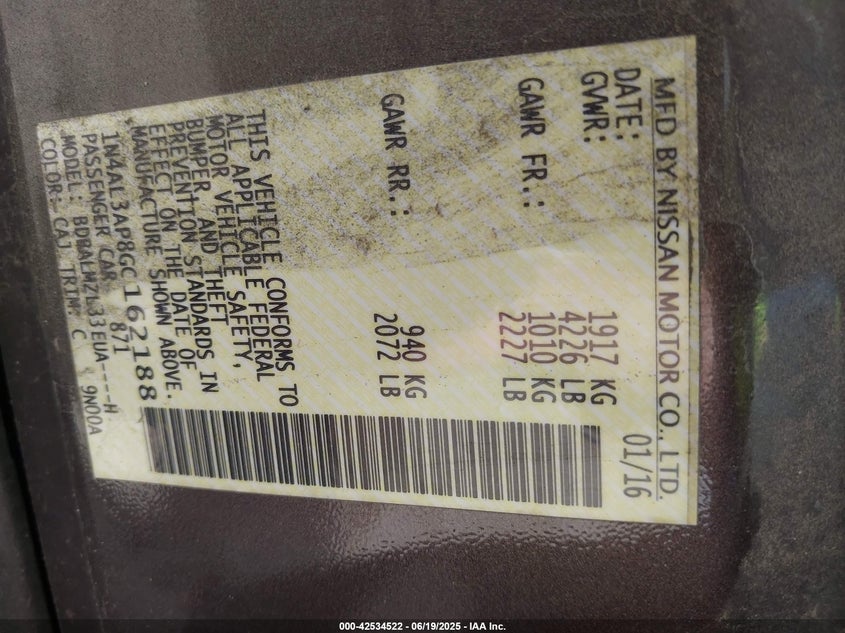 MFD BY NISSAN MOTOR CO., LTD.
DATE: 01/16
GVWR: 1917 KG
4226 LB
GAWR FR.: 1010 KG
2227 LB
GAWR RR.: 940 KG
2072 LB
THIS VEHICLE CONFORMS TO
ALL APPLICABLE FEDERAL
MOTOR VEHICLE SAFETY,
BUMPER AND THEFT
PREVENTION STANDARDS IN
EFFECT ON THE DATE OF
MANUFACTURE SHOWN ABOVE.
1N4AL3AP8GC162188
PASSENGER CAR 871
MODEL: BDBALWZL33EUA----H
COLOR: CAJ TRIM: C 9N00A
000-42534522 - 06/19/2025 - IAA Inc.